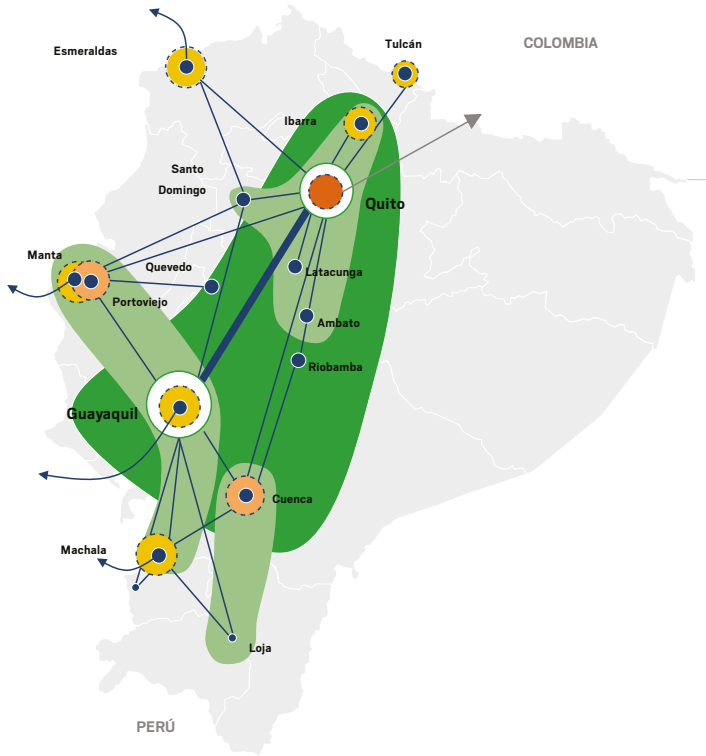 Tulcán
COLOMBIA
Esmeraldas
Ibarra
Santo
Domingo
Quito
Manta
Quevedo
Latacunga
Portoviejo
Ambato
Riobamba
Guayaquil
Cuenca
Machala
Loja
PERÚ